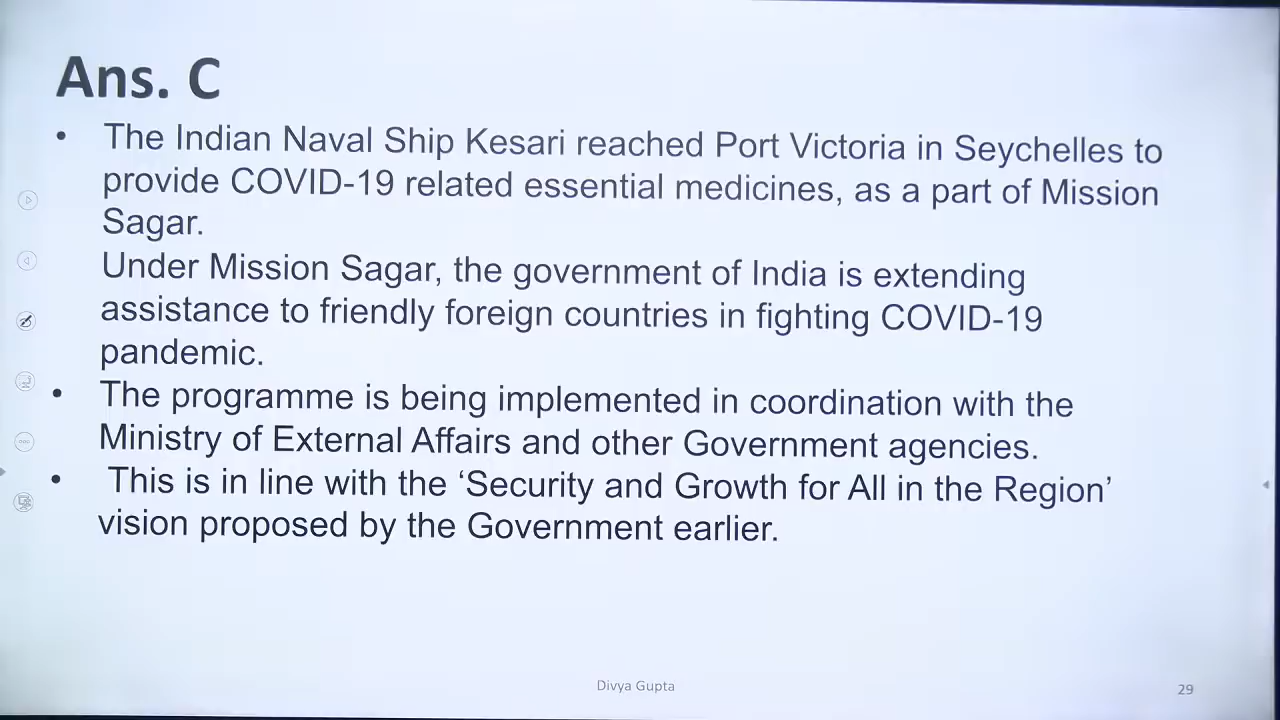 Ans. C
• The Indian Naval Ship Kesari reached Port Victoria in Seychelles to
provide COVID-19 related essential medicines, as a part of Mission
Sagar.
Under Mission Sagar, the government of India is extending
assistance to friendly foreign countries in fighting COVID-19
pandemic.
• The programme is being implemented in coordination with the
Ministry of External Affairs and other Government agencies.
• This is in line with the ‘Security and Growth for All in the Region’
vision proposed by the Government earlier.
Divya Gupta
29